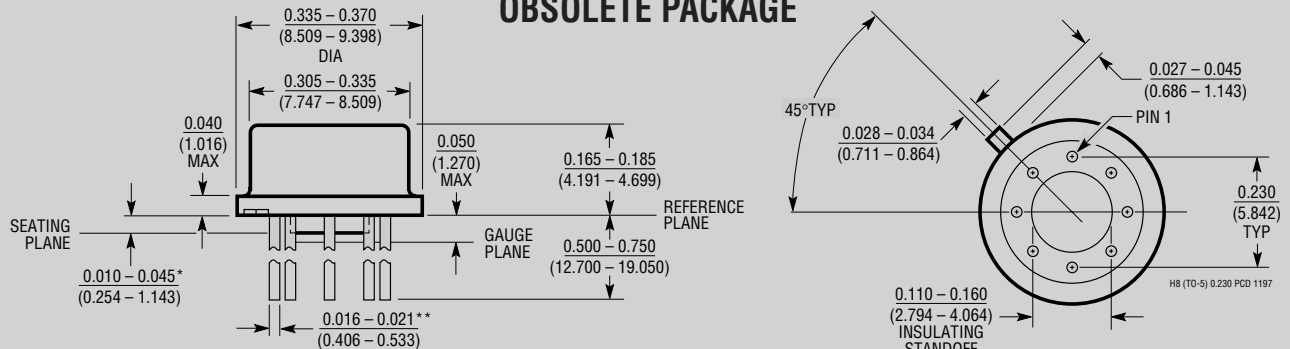 OBSOLETE PACKAGE
0.335 – 0.370
(8.509 – 9.398)
DIA
0.305 – 0.335
(7.747 – 8.509)
0.040
(1.016)
MAX
0.050
(1.270)
MAX
0.165 – 0.185
(4.191 – 4.699)
REFERENCE
PLANE
SEATING
PLANE
GAUGE
PLANE
0.500 – 0.750
(12.700 – 19.050)
0.010 – 0.045*
(0.254 – 1.143)
0.016 – 0.021**
(0.406 – 0.533)
45°TYP
0.027 – 0.045
(0.686 – 1.143)
PIN 1
0.028 – 0.034
(0.711 – 0.864)
0.230
(5.842)
TYP
H8 (TO-5) 0.230 PCD 1197
0.110 – 0.160
(2.794 – 4.064)
INSULATING
STANDOFF